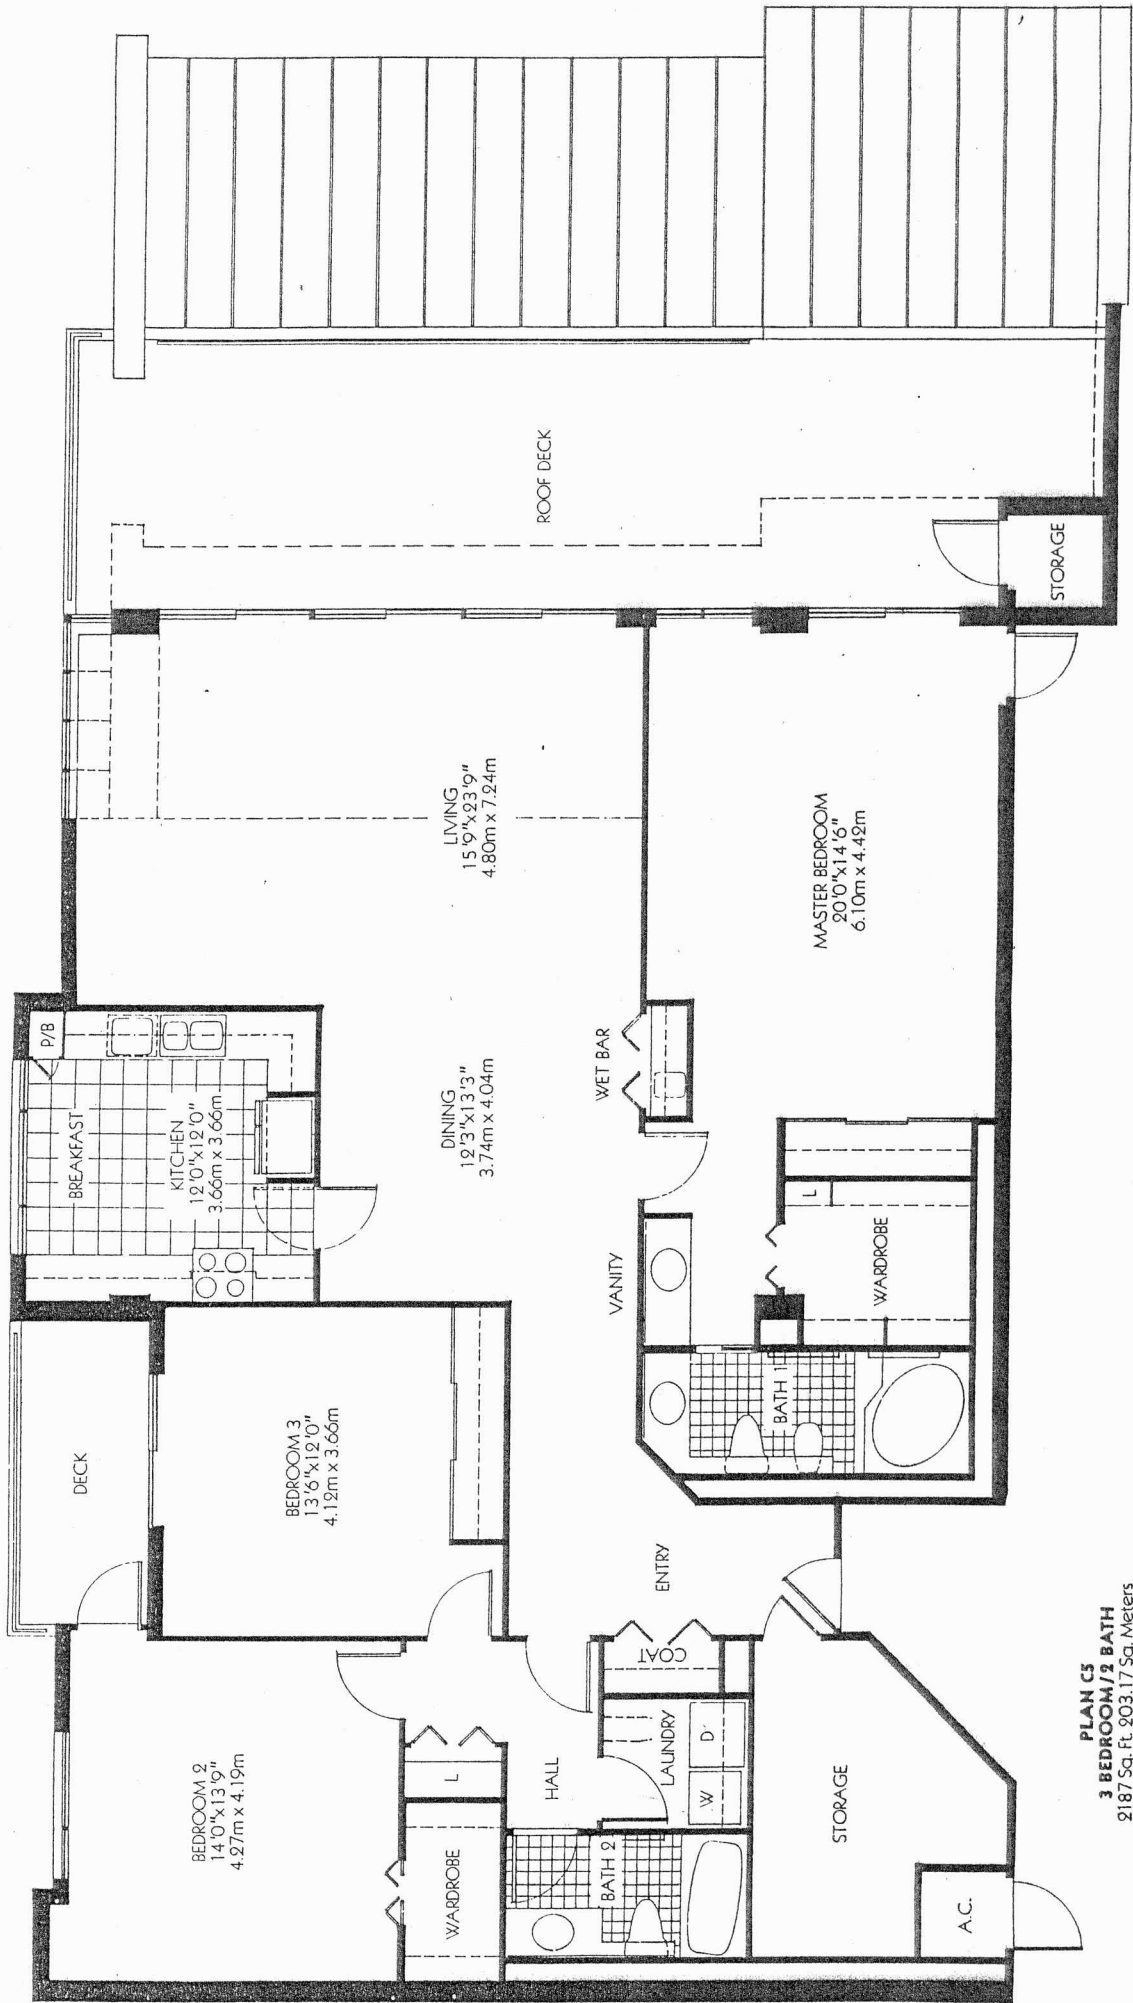 ROOF DECK
STORAGE
LIVING
15'9"x23'9"
4.80m x 7.24m
MASTER BEDROOM
20'0"x14'6"
6.10m x 4.42m
P/B
BREAKFAST
KITCHEN
12'0"x12'0"
3.66m x 3.66m
DINING
12'3"x13'3"
3.74m x 4.04m
WET BAR
VANITY
L
WARDROBE
BATH 1
DECK
BEDROOM 3
13'6"x12'0"
4.12m x 3.66m
ENTRY
COAT
BEDROOM 2
14'0"x13'9"
4.27m x 4.19m
L
HALL
LAUNDRY
D
W
WARDROBE
BATH 2
STORAGE
A.C.
PLAN C5
3 BEDROOM/2 BATH
2187 Sq. Ft. 203.17 Sq. Meters